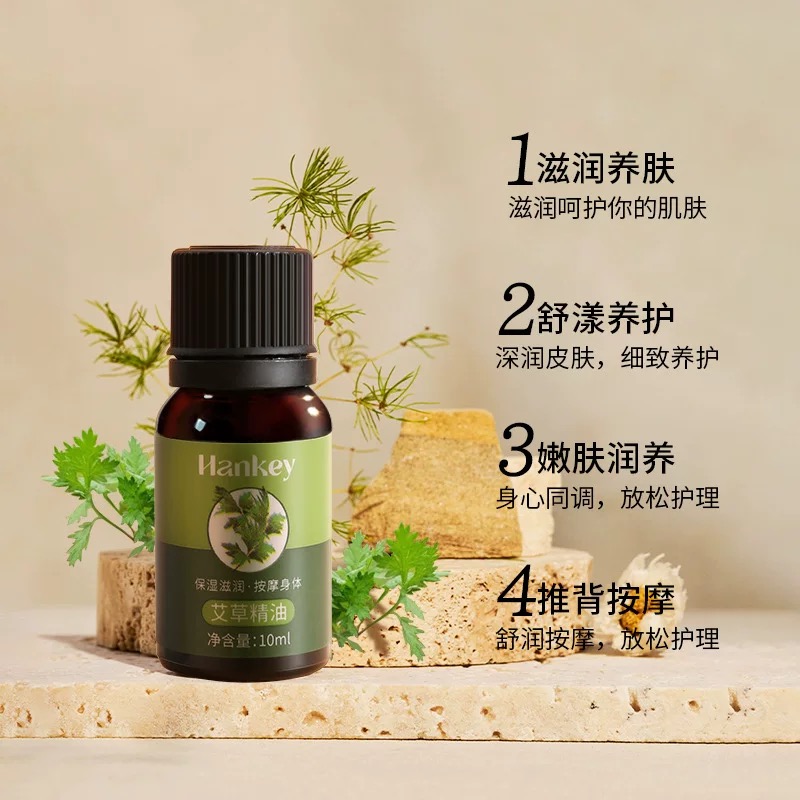 Hankey
保湿滋润·按摩身体
艾草精油
净含量:10ml
1滋润养肤
滋润呵护你的肌肤
2舒漾养护
深润皮肤，细致养护
3嫩肤润养
身心同调，放松护理
4推背按摩
舒润按摩，放松护理